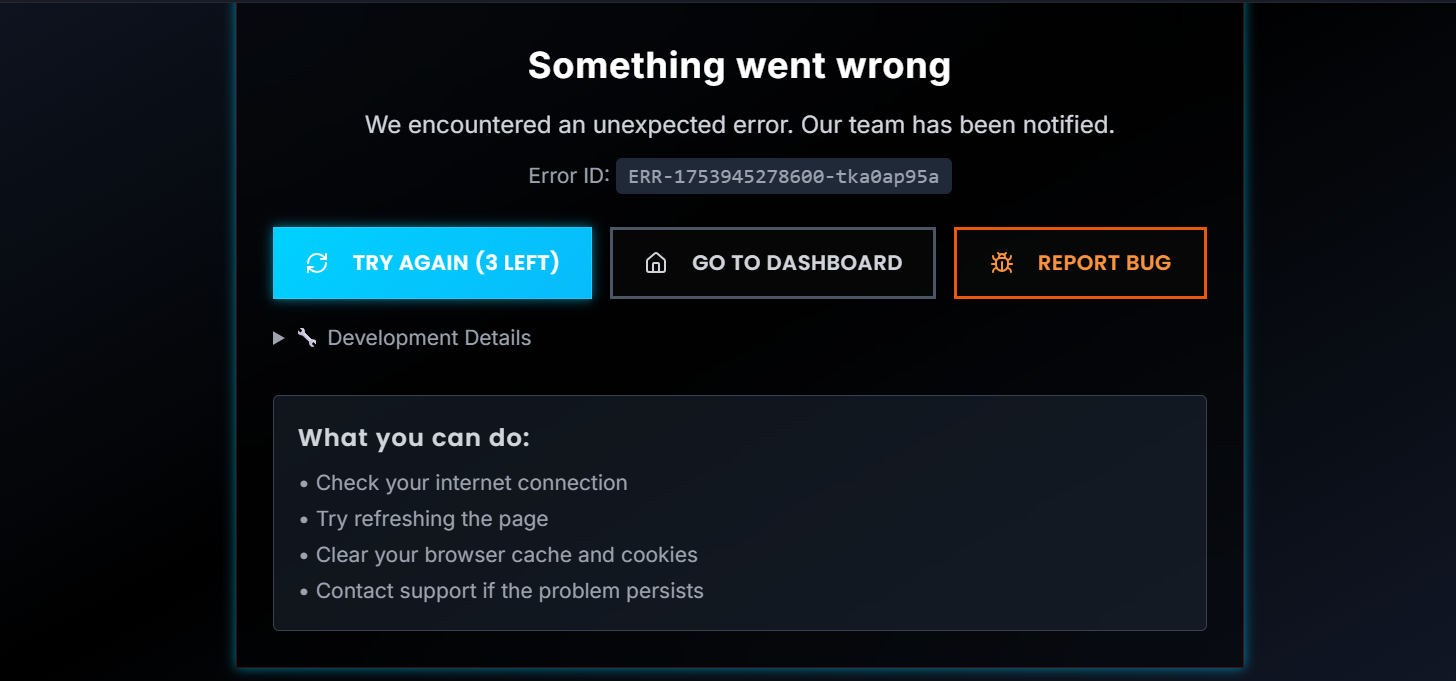 Something went wrong
We encountered an unexpected error. Our team has been notified.
Error ID: ERR-1753945278600-tka0ap95a
TRY AGAIN (3 LEFT)
GO TO DASHBOARD
REPORT BUG
▶ 🔧 Development Details
What you can do:
• Check your internet connection
• Try refreshing the page
• Clear your browser cache and cookies
• Contact support if the problem persists